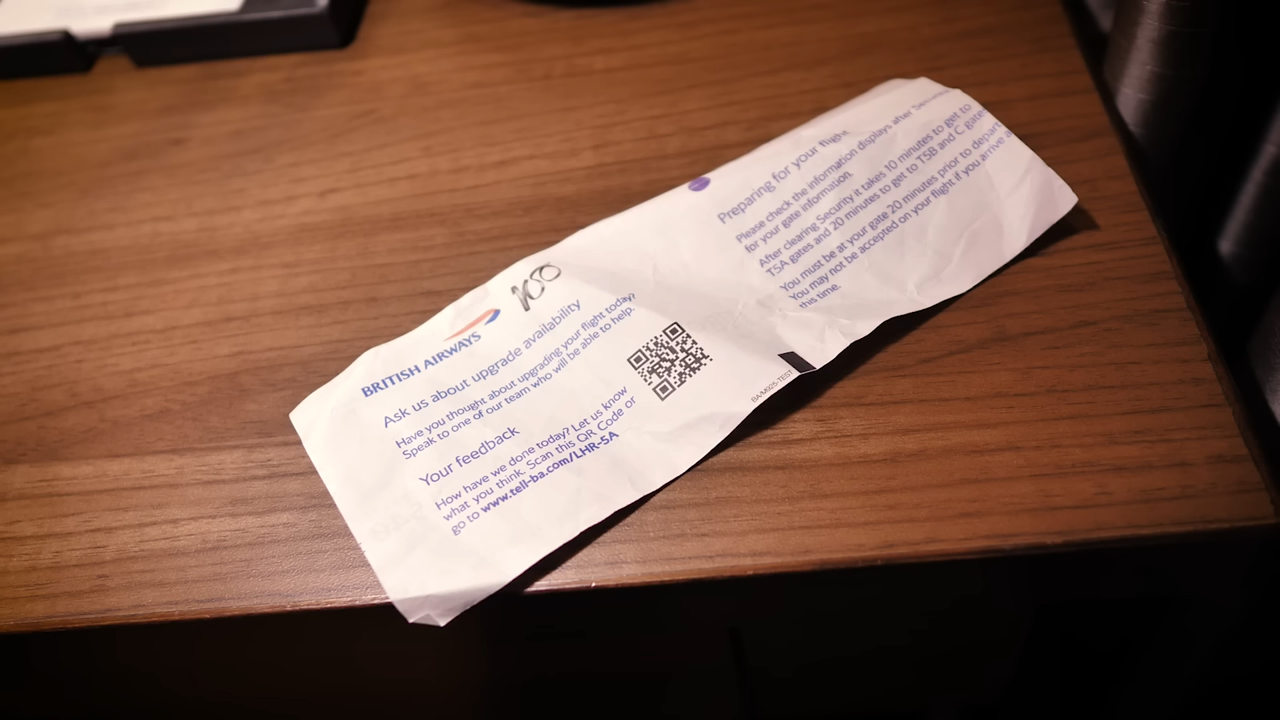 BRITISH AIRWAYS
Ask us about upgrade availability
Have you thought about upgrading your flight today?
Speak to one of our team who will be able to help.
Your feedback
How have we done today? Let us know
what you think. Scan this QR Code or
go to www.tell-ba.com/LHR-5A
BA/M925-TEST
Preparing for your flight
Please check the information displays after Security
for your gate information.
After clearing Security it takes 10 minutes to get to
T5A gates and 20 minutes to get to T5B and C gates
You must be at your gate 20 minutes prior to
You may not be accepted on your flight if you arrive
this time.